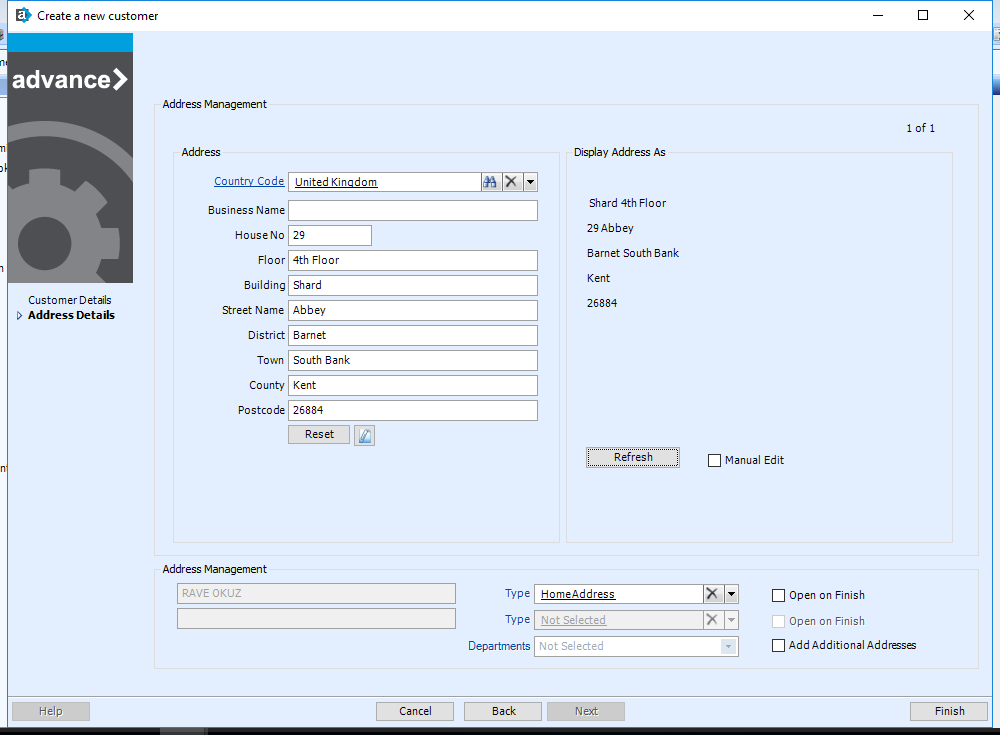 Create a new customer
advance
Customer Details
Address Details
Address Management
1 of 1
Address
Country Code United Kingdom
Business Name
House No 29
Floor 4th Floor
Building Shard
Street Name Abbey
District Barnet
Town South Bank
County Kent
Postcode 26884
Reset
Display Address As
Shard 4th Floor
29 Abbey
Barnet South Bank
Kent
26884
Refresh Manual Edit
Address Management
RAVE OKUZ Type HomeAddress Open on Finish
Type Not Selected Open on Finish
Departments Not Selected Add Additional Addresses
Help Cancel Back Next Finish